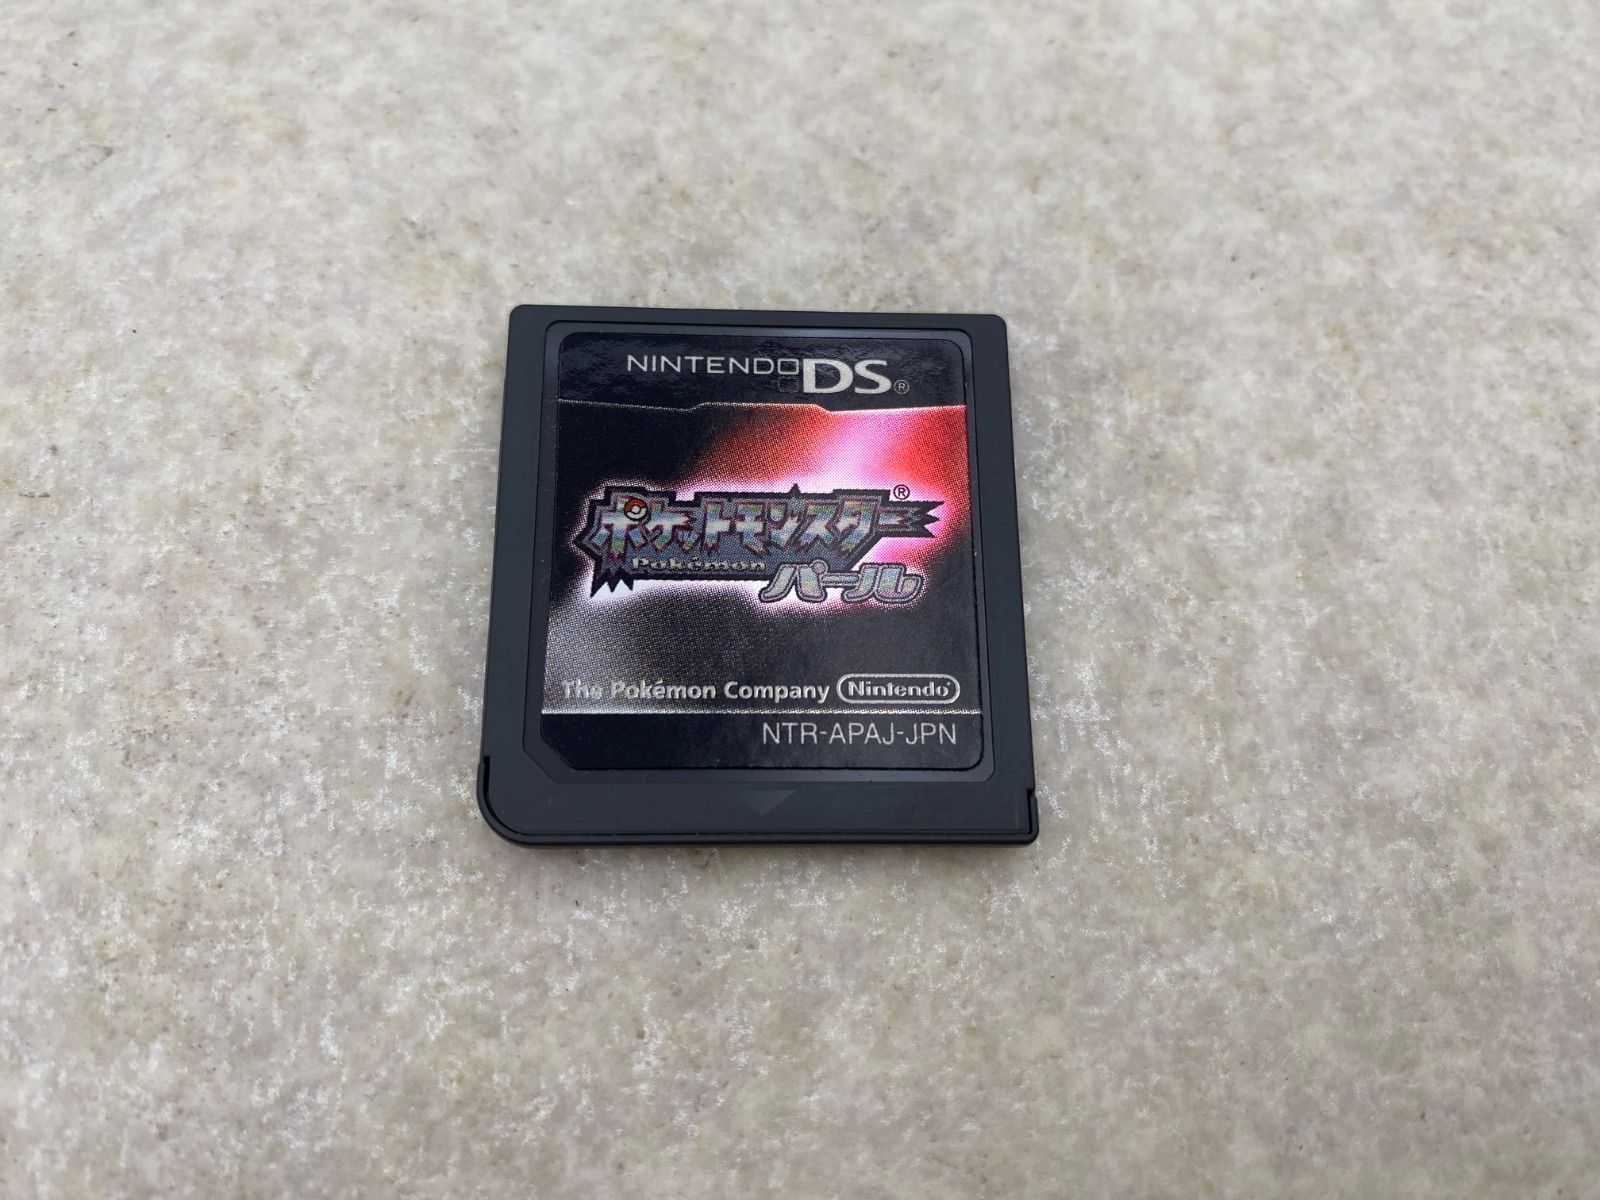 NINTENDO DS®
ポケットモンスター®
Pokémon
パール
The Pokémon Company Nintendo®
NTR-APAJ-JPN